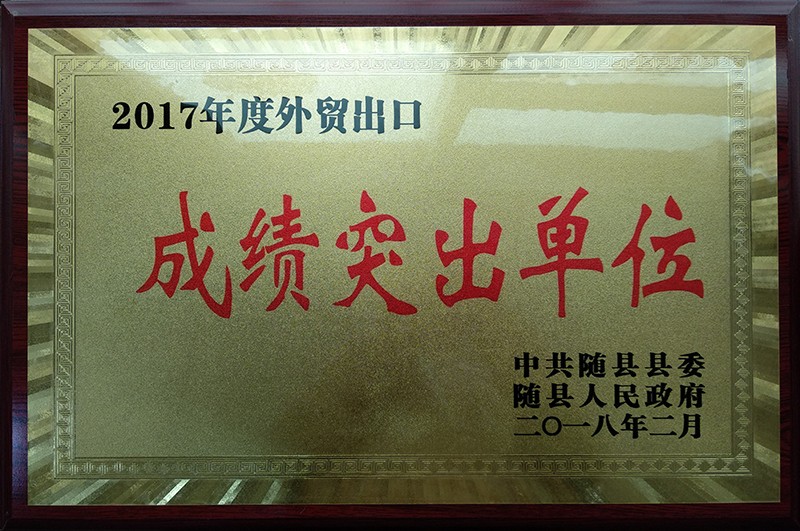 2017年度外贸出口
成绩突出单位
中共随县县委
随县人民政府
二〇一八年二月